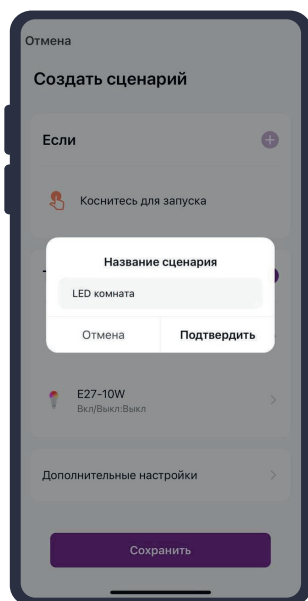 Отмена
Создать сценарий
Если
Коснитесь для запуска
Название сценария
LED комната
Отмена Подтвердить
E27-10W
Вкл/Выкл:Выкл
Дополнительные настройки
Сохранить